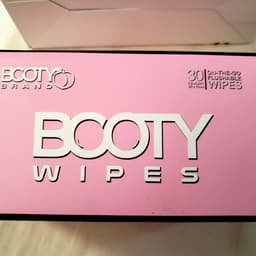 BOOTY
BRAND
30
ON-THE-GO
FLUSHABLE
WIPES
BOOTY
WIPES